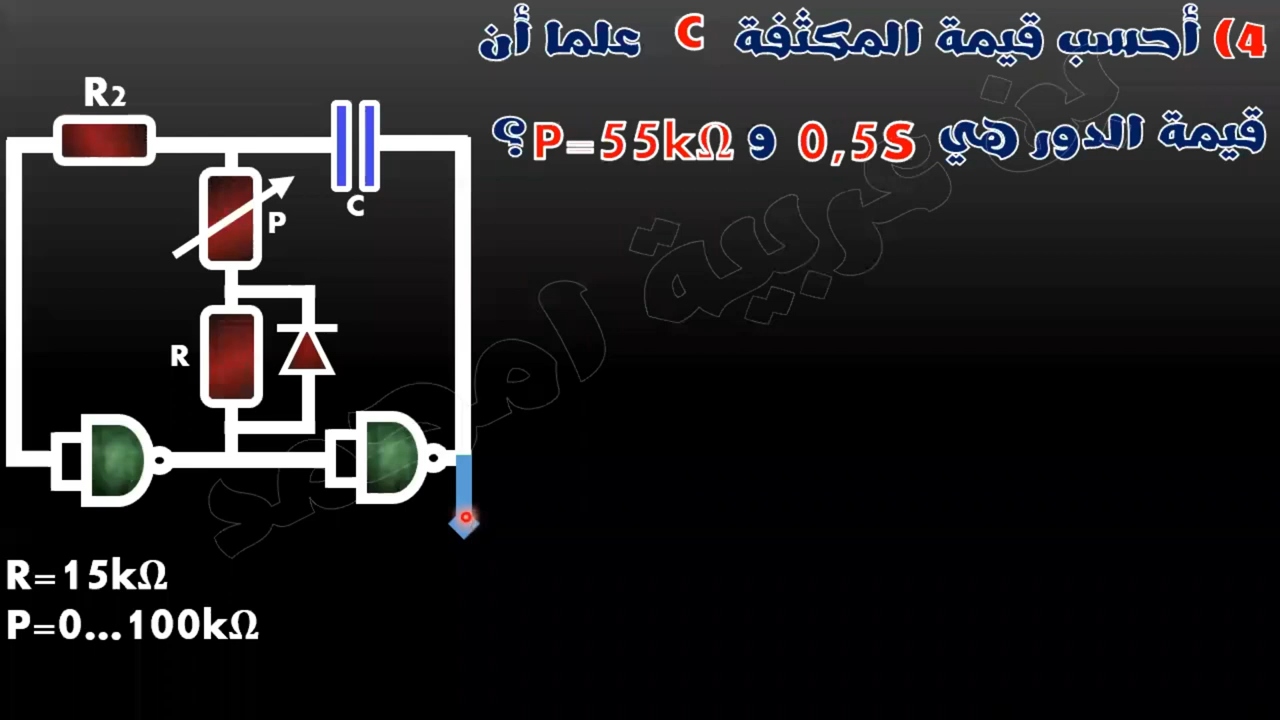 4) أحسب قيمة المكثفة C علما أن
قيمة الدور هي 0,5S و P=55kΩ ؟
R2
C
P
R
R=15kΩ
P=0...100kΩ